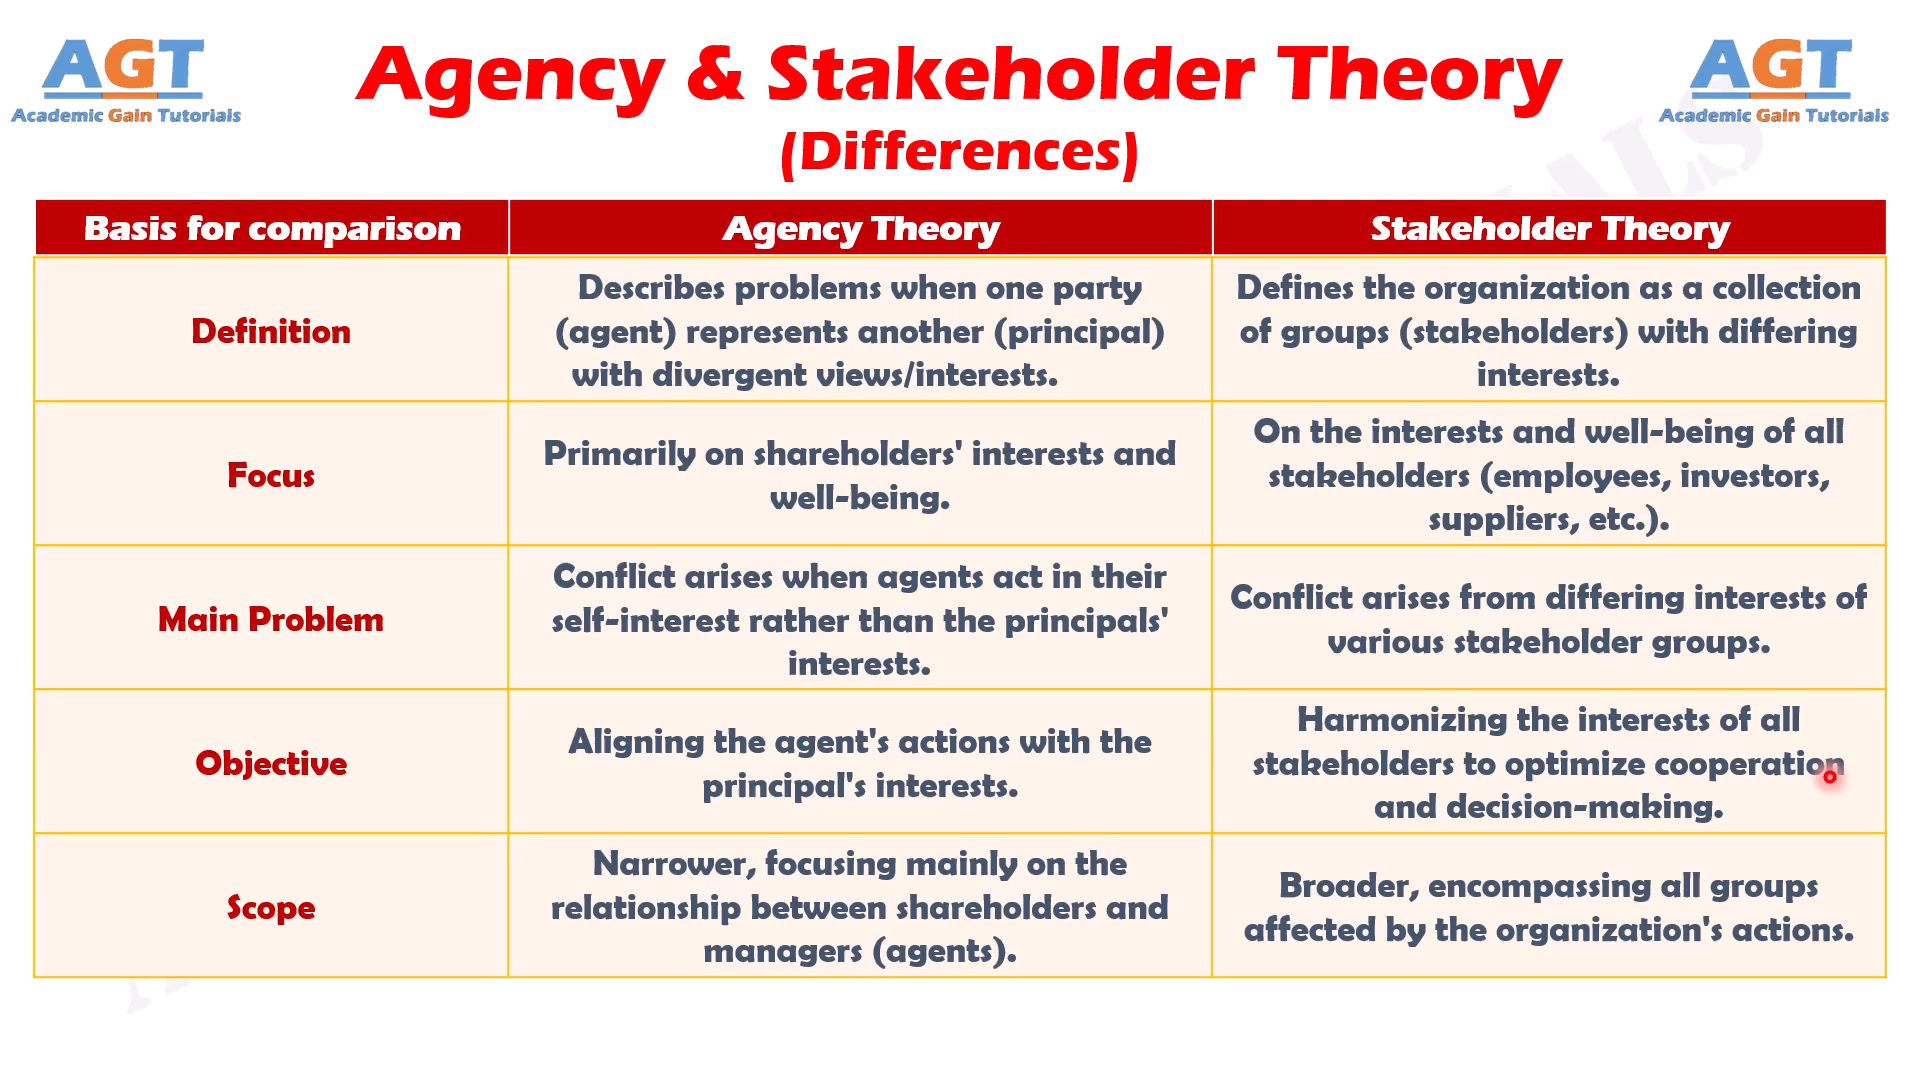 AGT
Academic Gain Tutorials
Agency & Stakeholder Theory
(Differences)
AGT
Academic Gain Tutorials
Basis for comparison
Agency Theory
Stakeholder Theory
Definition
Describes problems when one party
(agent) represents another (principal)
with divergent views/interests.
Defines the organization as a collection
of groups (stakeholders) with differing
interests.
Focus
Primarily on shareholders' interests and
well-being.
On the interests and well-being of all
stakeholders (employees, investors,
suppliers, etc.).
Main Problem
Conflict arises when agents act in their
self-interest rather than the principals'
interests.
Conflict arises from differing interests of
various stakeholder groups.
Objective
Aligning the agent's actions with the
principal's interests.
Harmonizing the interests of all
stakeholders to optimize cooperation
and decision-making.
Scope
Narrower, focusing mainly on the
relationship between shareholders and
managers (agents).
Broader, encompassing all groups
affected by the organization's actions.